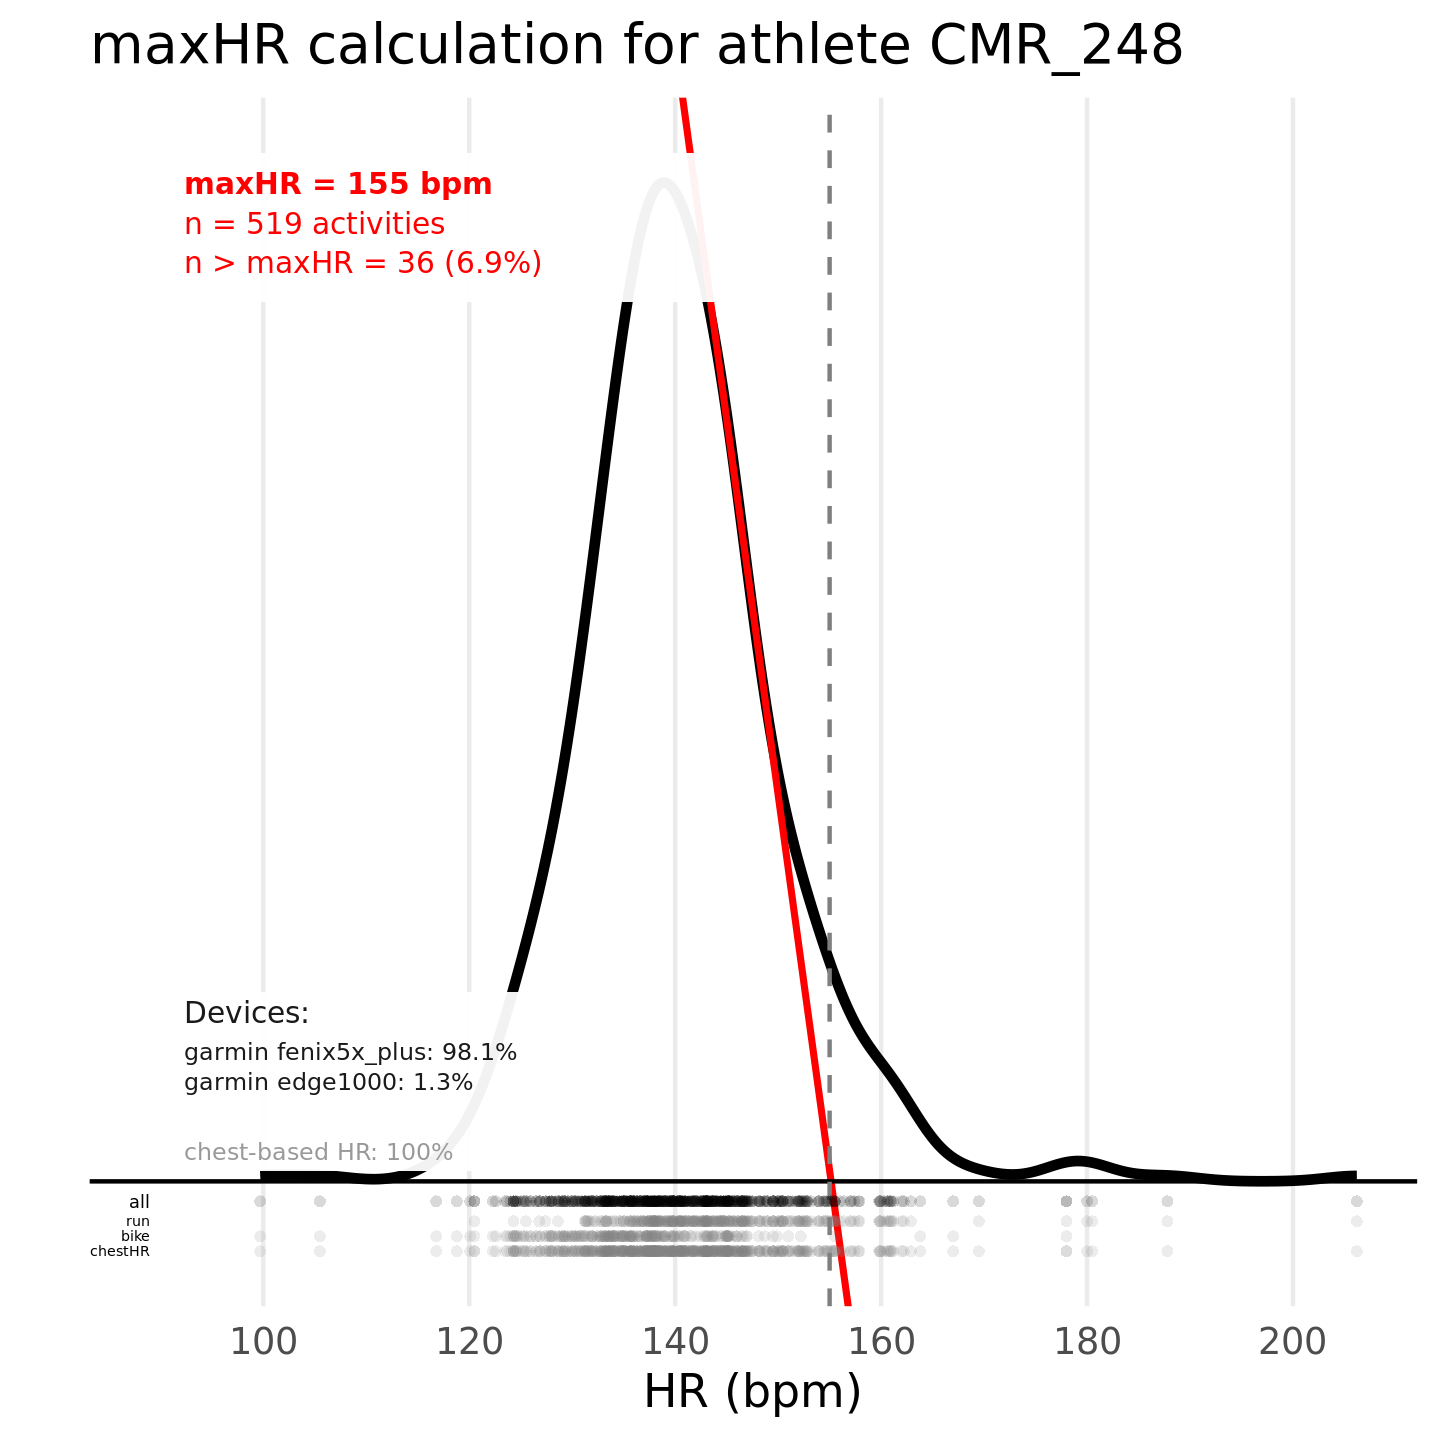 maxHR calculation for athlete CMR_248
maxHR = 155 bpm
n = 519 activities
n > maxHR = 36 (6.9%)
Devices:
garmin fenix5x_plus: 98.1%
garmin edge1000: 1.3%
chest-based HR: 100%
all
run
bike
chestHR
100 120 140 160 180 200
HR (bpm)